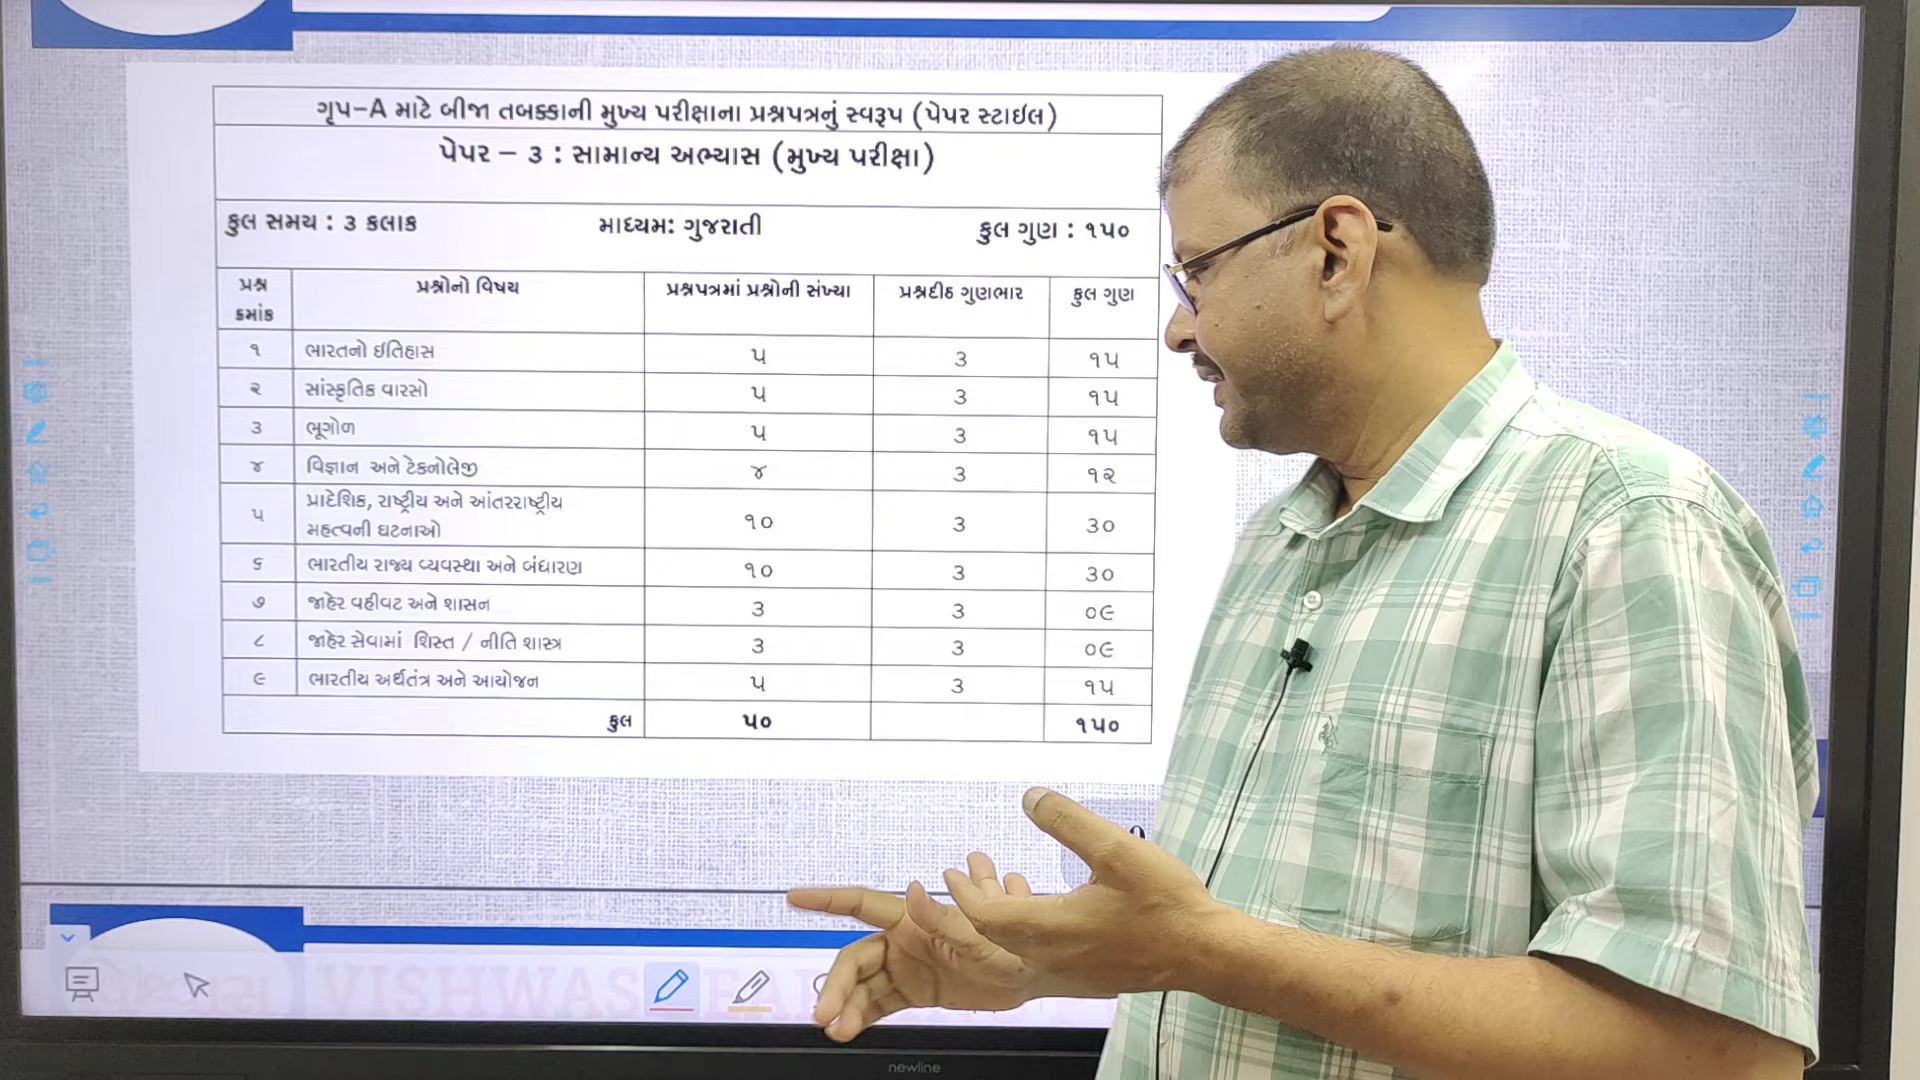 ગૃપ-A માટે બીજા તબક્કાની મુખ્ય પરીક્ષાના પ્રશ્નપત્રનું સ્વરૂપ (પેપર સ્ટાઈલ)
પેપર – ૩ : સામાન્ય અભ્યાસ (મુખ્ય પરીક્ષા)
કુલ સમય : ૩ કલાક માધ્યમ: ગુજરાતી કુલ ગુણ : ૧૫૦
પ્રશ્ન ક્રમાંક પ્રશ્નોનો વિષય પ્રશ્નપત્રમાં પ્રશ્નોની સંખ્યા પ્રશ્નદીઠ ગુણભાર કુલ ગુણ
૧ ભારતનો ઈતિહાસ ૫ ૩ ૧૫
૨ સાંસ્કૃતિક વારસો ૫ ૩ ૧૫
૩ ભૂગોળ ૫ ૩ ૧૫
૪ વિજ્ઞાન અને ટેકનોલેજી ૪ ૩ ૧૨
૫ પ્રાદેશિક, રાષ્ટ્રીય અને આંતરરાષ્ટ્રીય
મહત્વની ઘટનાઓ ૧૦ ૩ ૩૦
૬ ભારતીય રાજ્ય વ્યવસ્થા અને બંધારણ ૧૦ ૩ ૩૦
૭ જાહેર વહીવટ અને શાસન ૩ ૩ ૦૯
૮ જાહેર સેવામાં શિસ્ત / નીતિ શાસ્ત્ર ૩ ૩ ૦૯
૯ ભારતીય અર્થતંત્ર અને આયોજન ૫ ૩ ૧૫
કુલ ૫૦ ૧૫૦
VISHWAS
newline